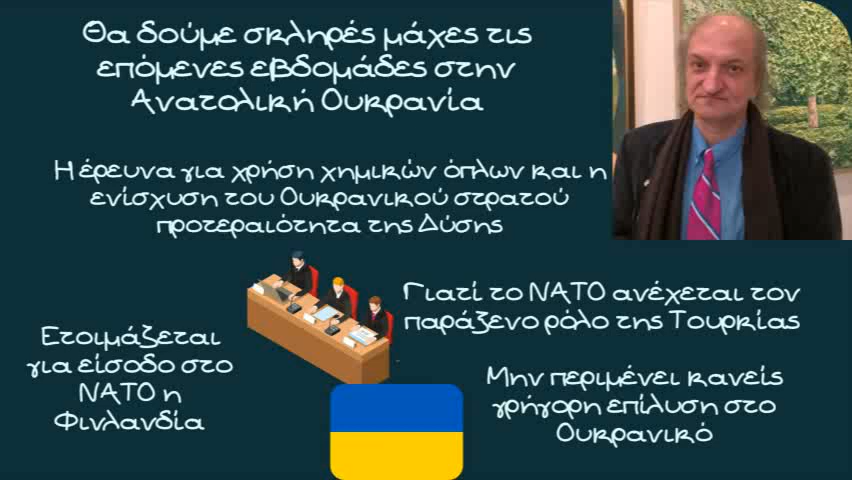 Θα δούμε σκληρές μάχες τις
επόμενες εβδομάδες στην
Ανατολική Ουκρανία
Η έρευνα για χρήση χημικών όπλων και η
ενίσχυση του Ουκρανικού στρατού
προτεραιότητα της Δύσης
Γιατί το ΝΑΤΟ ανέχεται τον
παράξενο ρόλο της Τουρκίας
Ετοιμάζεται
για είσοδο στο
ΝΑΤΟ η
Φινλανδία
Μην περιμένει κανείς
γρήγορη επίλυση στο
Ουκρανικό